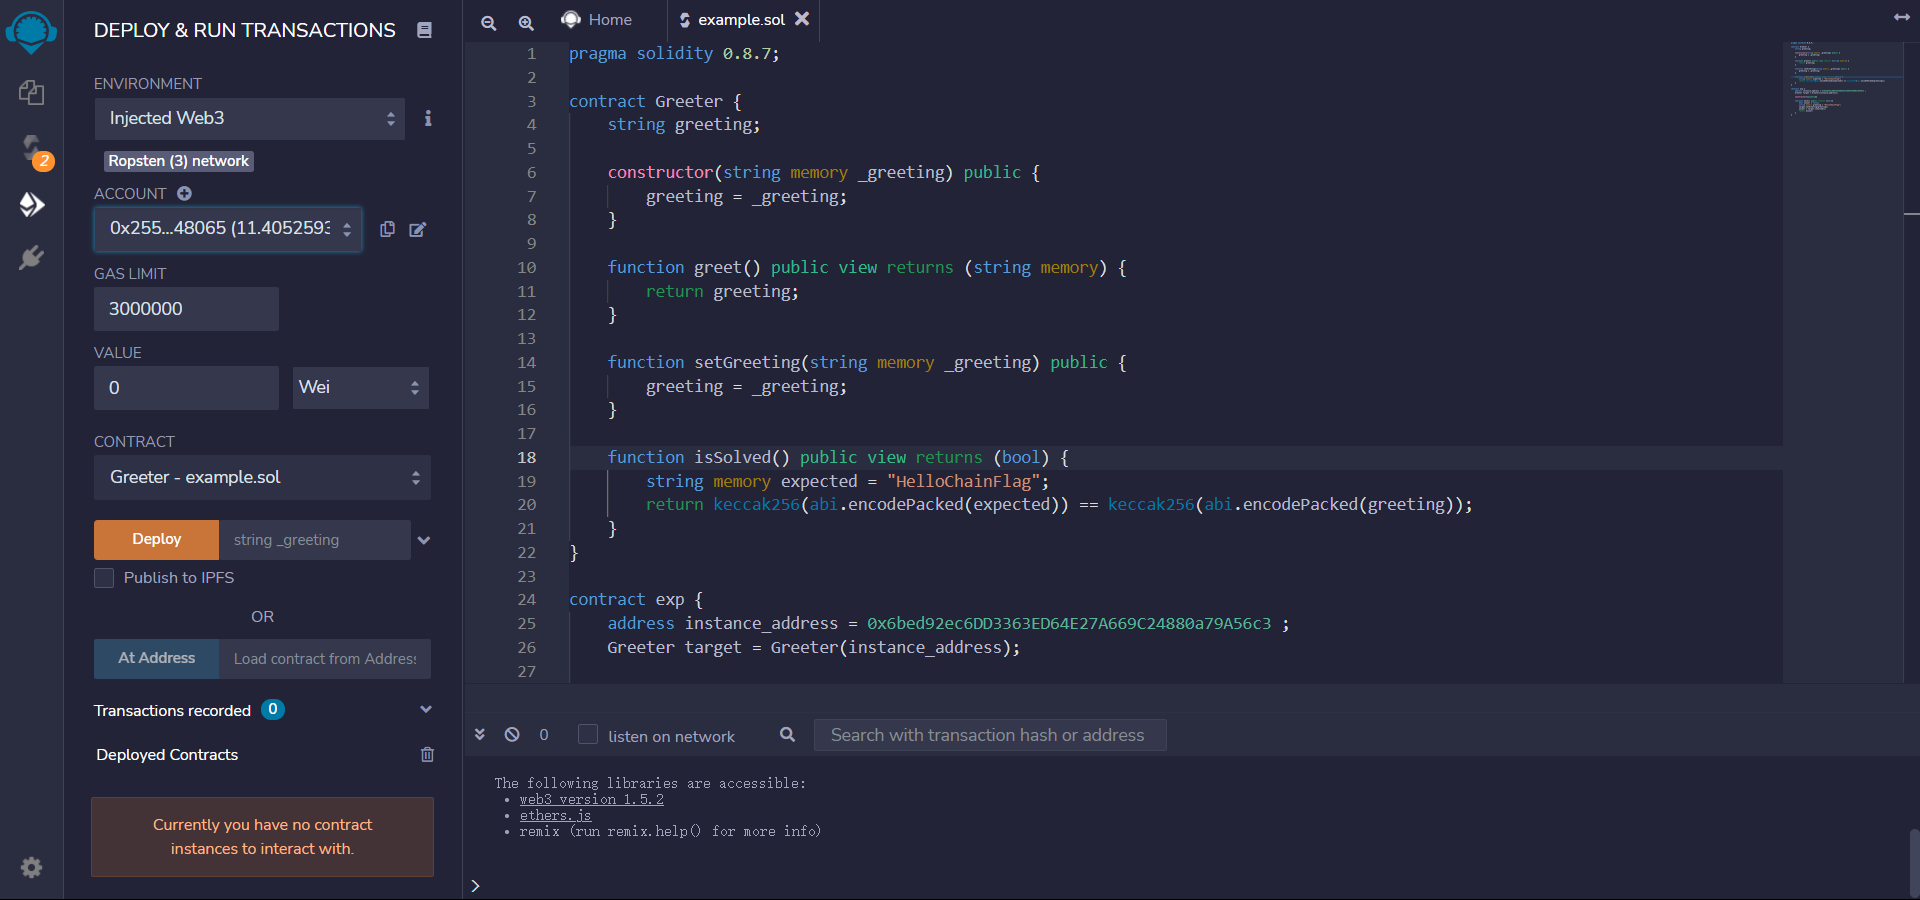 DEPLOY & RUN TRANSACTIONS
ENVIRONMENT
Injected Web3
Ropsten (3) network
ACCOUNT
0x255...48065 (11.4052593
GAS LIMIT
3000000
VALUE
0
Wei
CONTRACT
Greeter - example.sol
Deploy
string _greeting
Publish to IPFS
OR
At Address
Load contract from Address
Transactions recorded
0
Deployed Contracts
Currently you have no contract
instances to interact with.
2
Home
example.sol
1 pragma solidity 0.8.7;
2
3 contract Greeter {
4     string greeting;
5
6     constructor(string memory _greeting) public {
7         greeting = _greeting;
8     }
9
10     function greet() public view returns (string memory) {
11         return greeting;
12     }
13
14     function setGreeting(string memory _greeting) public {
15         greeting = _greeting;
16     }
17
18     function isSolved() public view returns (bool) {
19         string memory expected = "HelloChainFlag";
20         return keccak256(abi.encodePacked(expected)) == keccak256(abi.encodePacked(greeting));
21     }
22 }
23
24 contract exp {
25     address instance_address = 0x6bed92ec6DD3363ED64E27A669C24880a79A56c3 ;
26     Greeter target = Greeter(instance_address);
27
0
listen on network
Search with transaction hash or address
The following libraries are accessible:
• web3 version 1.5.2
• ethers.js
• remix (run remix.help() for more info)
>